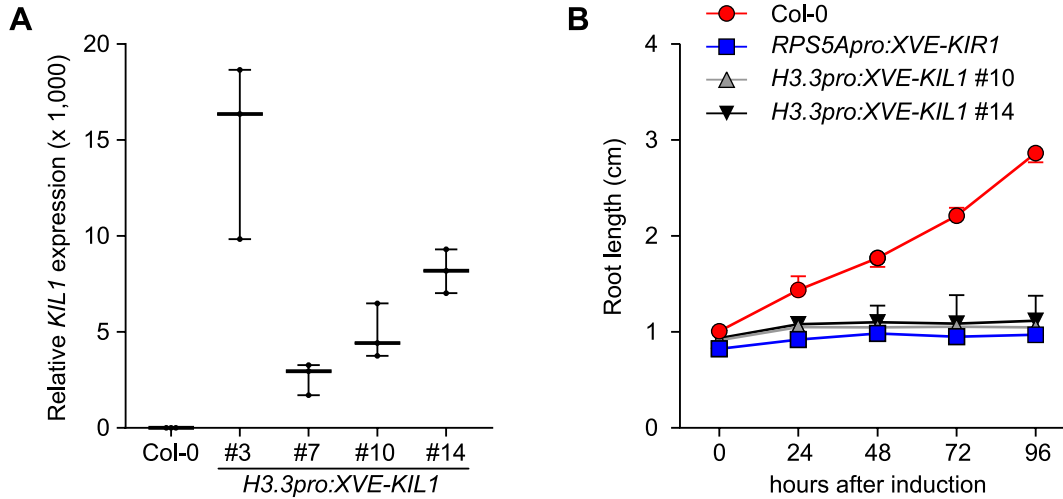 A
Relative KIL1 expression (x 1,000)
20
15
10
5
0
Col-0 #3 #7 #10 #14
H3.3pro:XVE-KIL1
B
Col-0
RPS5Apro:XVE-KIR1
H3.3pro:XVE-KIL1 #10
H3.3pro:XVE-KIL1 #14
Root length (cm)
4
3
2
1
0
0 24 48 72 96
hours after induction